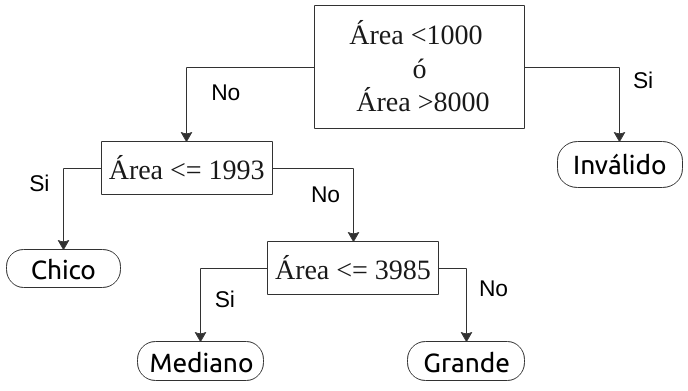 Área <1000
ó
Área >8000
No
Si
Inválido
Área <= 1993
Si
No
Chico
Área <= 3985
Si
No
Mediano
Grande